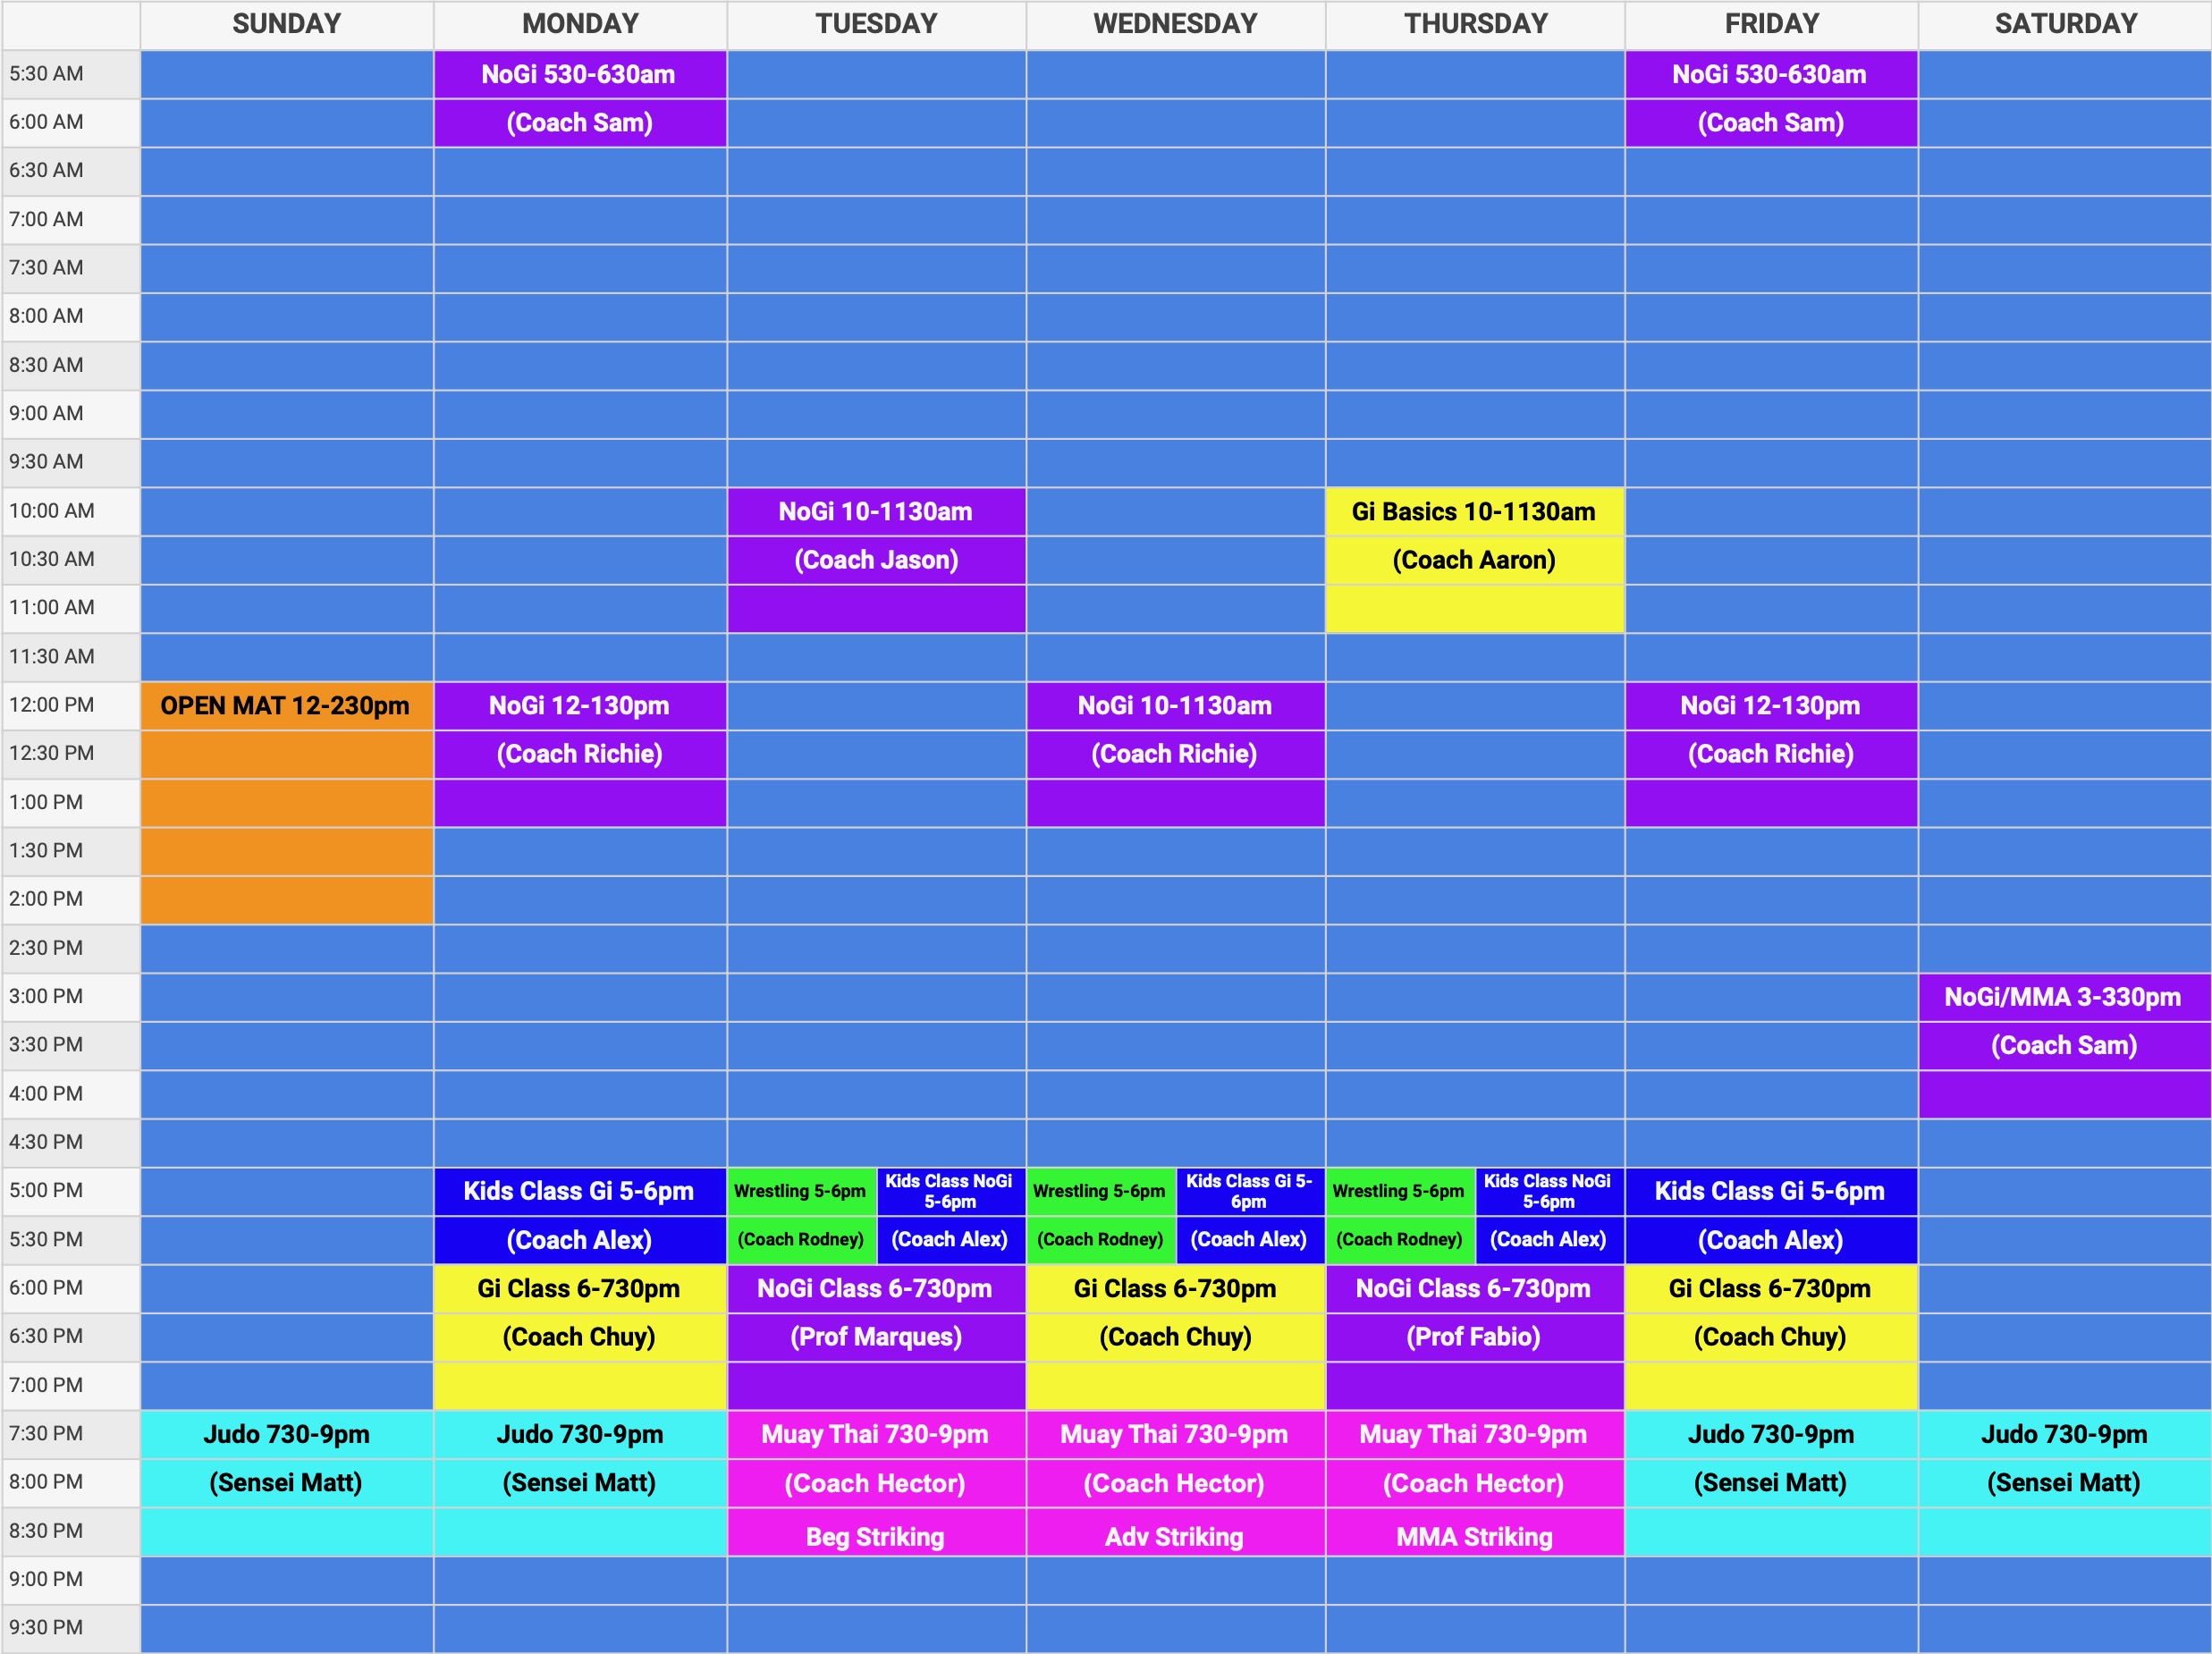 SUNDAY MONDAY TUESDAY WEDNESDAY THURSDAY FRIDAY SATURDAY
5:30 AM NoGi 530-630am NoGi 530-630am
6:00 AM (Coach Sam) (Coach Sam)
6:30 AM
7:00 AM
7:30 AM
8:00 AM
8:30 AM
9:00 AM
9:30 AM
10:00 AM NoGi 10-1130am Gi Basics 10-1130am
10:30 AM (Coach Jason) (Coach Aaron)
11:00 AM
11:30 AM
12:00 PM OPEN MAT 12-230pm NoGi 12-130pm NoGi 10-1130am NoGi 12-130pm
12:30 PM (Coach Richie) (Coach Richie) (Coach Richie)
1:00 PM
1:30 PM
2:00 PM
2:30 PM
3:00 PM NoGi/MMA 3-330pm
3:30 PM (Coach Sam)
4:00 PM
4:30 PM
5:00 PM Kids Class Gi 5-6pm Wrestling 5-6pm Kids Class NoGi 5-6pm Wrestling 5-6pm Kids Class Gi 5-6pm Wrestling 5-6pm Kids Class NoGi 5-6pm Kids Class Gi 5-6pm
5:30 PM (Coach Alex) (Coach Rodney) (Coach Alex) (Coach Rodney) (Coach Alex) (Coach Rodney) (Coach Alex) (Coach Alex)
6:00 PM Gi Class 6-730pm NoGi Class 6-730pm Gi Class 6-730pm NoGi Class 6-730pm Gi Class 6-730pm
6:30 PM (Coach Chuy) (Prof Marques) (Coach Chuy) (Prof Fabio) (Coach Chuy)
7:00 PM
7:30 PM Judo 730-9pm Judo 730-9pm Muay Thai 730-9pm Muay Thai 730-9pm Muay Thai 730-9pm Judo 730-9pm Judo 730-9pm
8:00 PM (Sensei Matt) (Sensei Matt) (Coach Hector) (Coach Hector) (Coach Hector) (Sensei Matt) (Sensei Matt)
8:30 PM Beg Striking Adv Striking MMA Striking
9:00 PM
9:30 PM